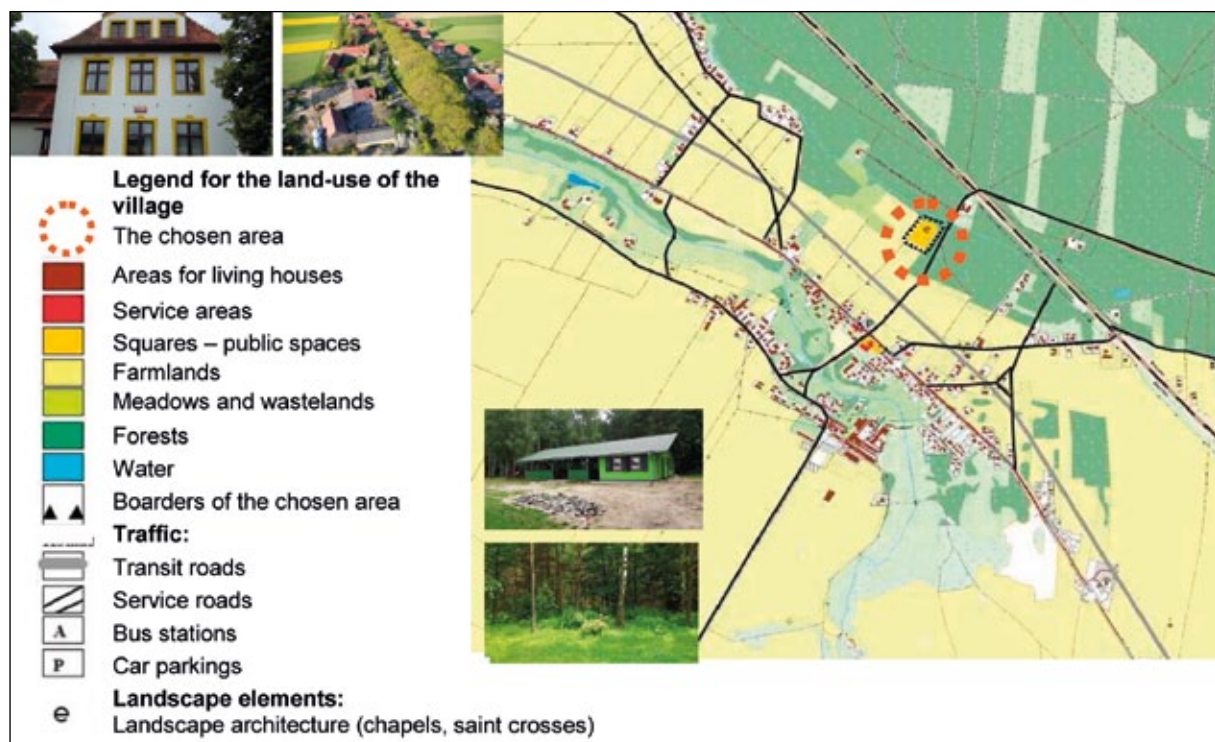 Legend for the land-use of the
village
The chosen area
Areas for living houses
Service areas
Squares – public spaces
Farmlands
Meadows and wastelands
Forests
Water
Boarders of the chosen area
Traffic:
Transit roads
Service roads
A Bus stations
P Car parkings
Landscape elements:
e Landscape architecture (chapels, saint crosses)